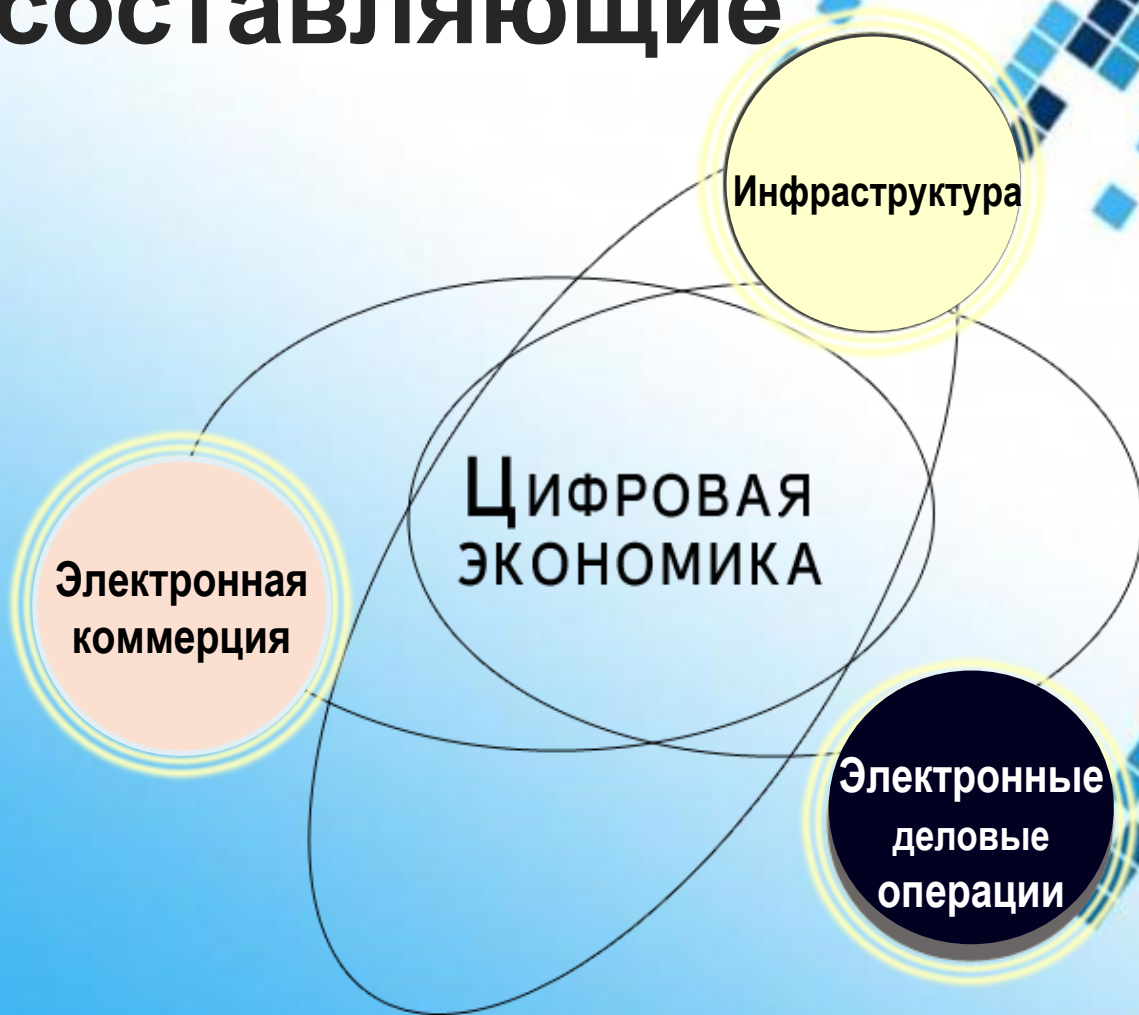 составляющие
Инфраструктура
Цифровая
экономика
Электронная
коммерция
Электронные
деловые
операции